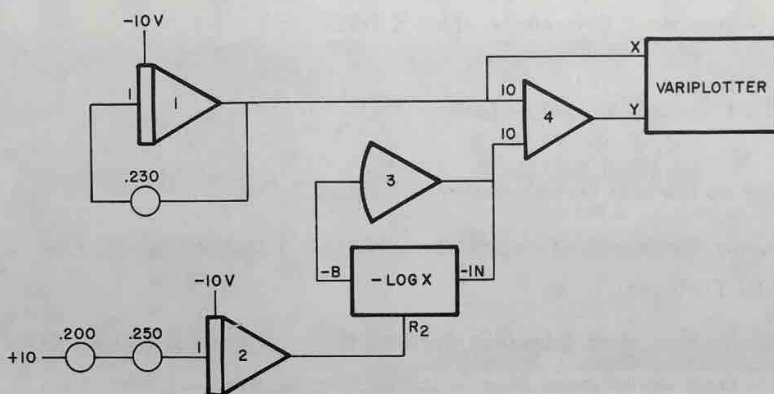 -10V
X
1
1
10
VARIPLOTTER
4
Y
10
.230
3
-10V
-B
-LOG X
-IN
R2
.200
.250
+10
1
2